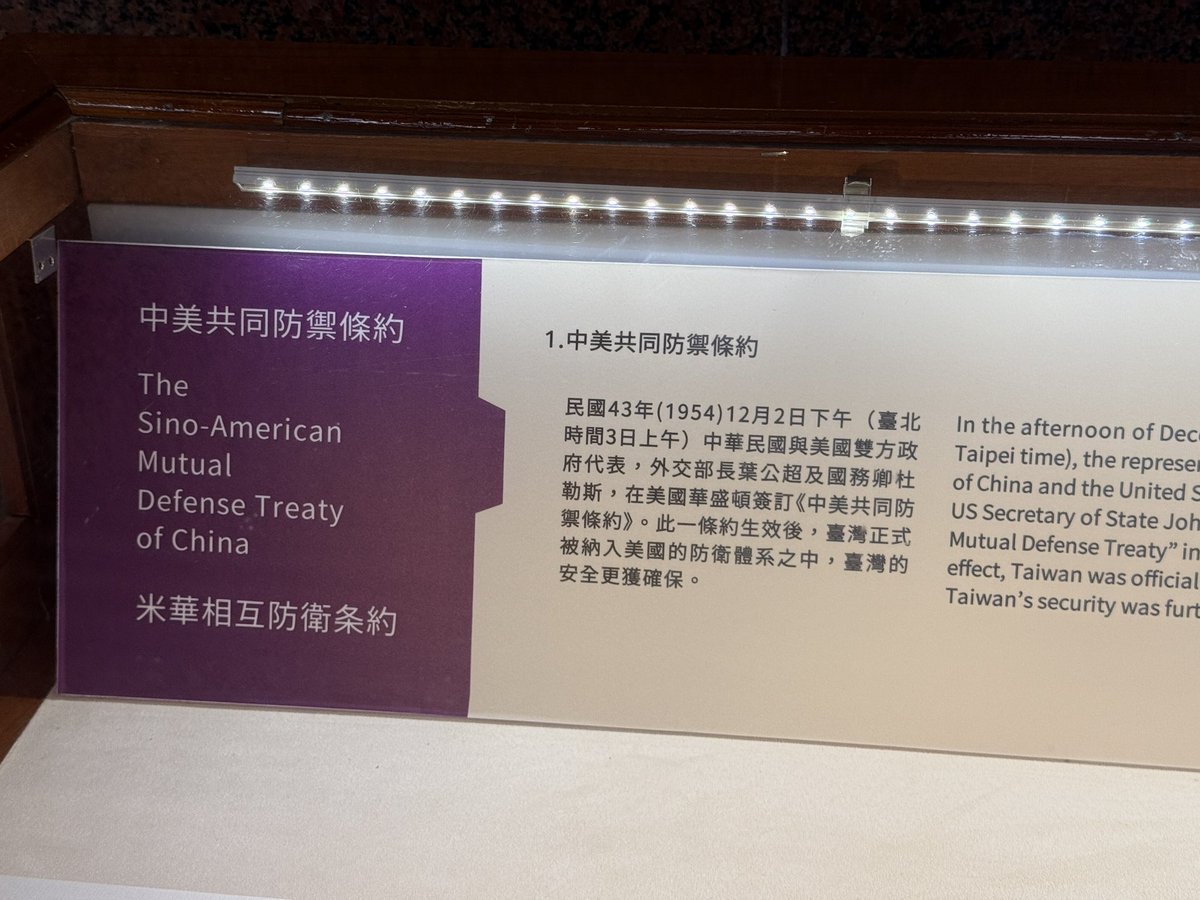 中美共同防禦條約
The
Sino-American
Mutual
Defense Treaty
of China
米華相互防衛条約
1.中美共同防禦條約
民國43年(1954)12月2日下午（臺北
時間3日上午）中華民國與美國雙方政
府代表，外交部長葉公超及國務卿杜
勒斯，在美國華盛頓簽訂《中美共同防
禦條約》。此一條約生效後，臺灣正式
被納入美國的防衛體系之中，臺灣的
安全更獲確保。
In the afternoon of Dec
Taipei time), the represen
of China and the United S
US Secretary of State Joh
Mutual Defense Treaty” in
effect, Taiwan was official
Taiwan’s security was furt